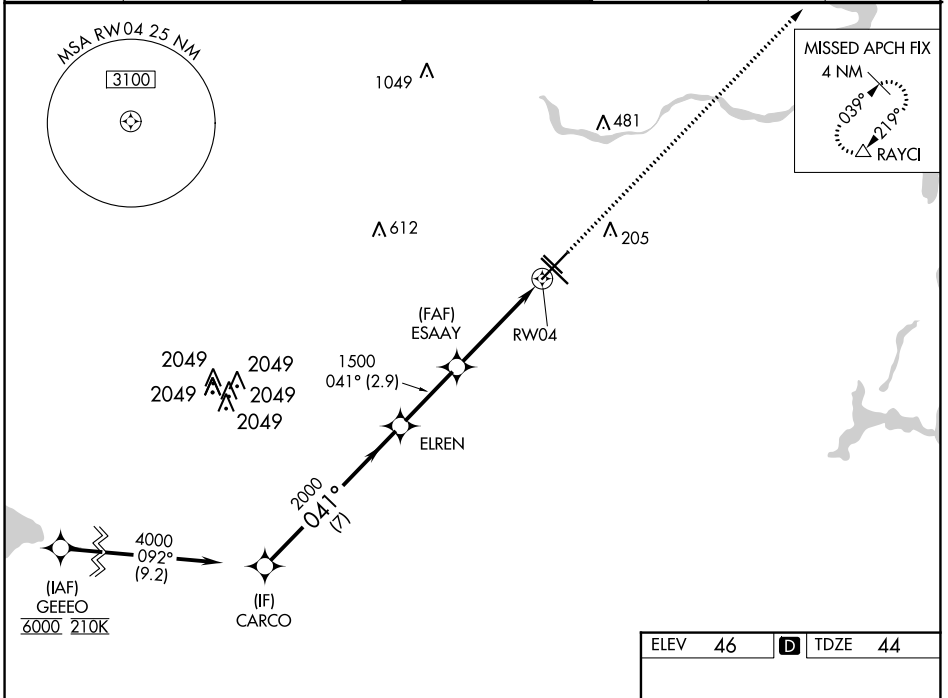 MSA RW04 25 NM
3100
1049
481
MISSED APCH FIX
4 NM
039°
219°
RAYCI
612
205
(FAF)
ESAAY
RW04
1500
041° (2.9)
2049
2049
2049
2049
2049
ELREN
2000
041°
(7)
4000
092°
(9.2)
(IAF)
GEEEO
6000 210K
(IF)
CARCO
ELEV 46 D TDZE 44